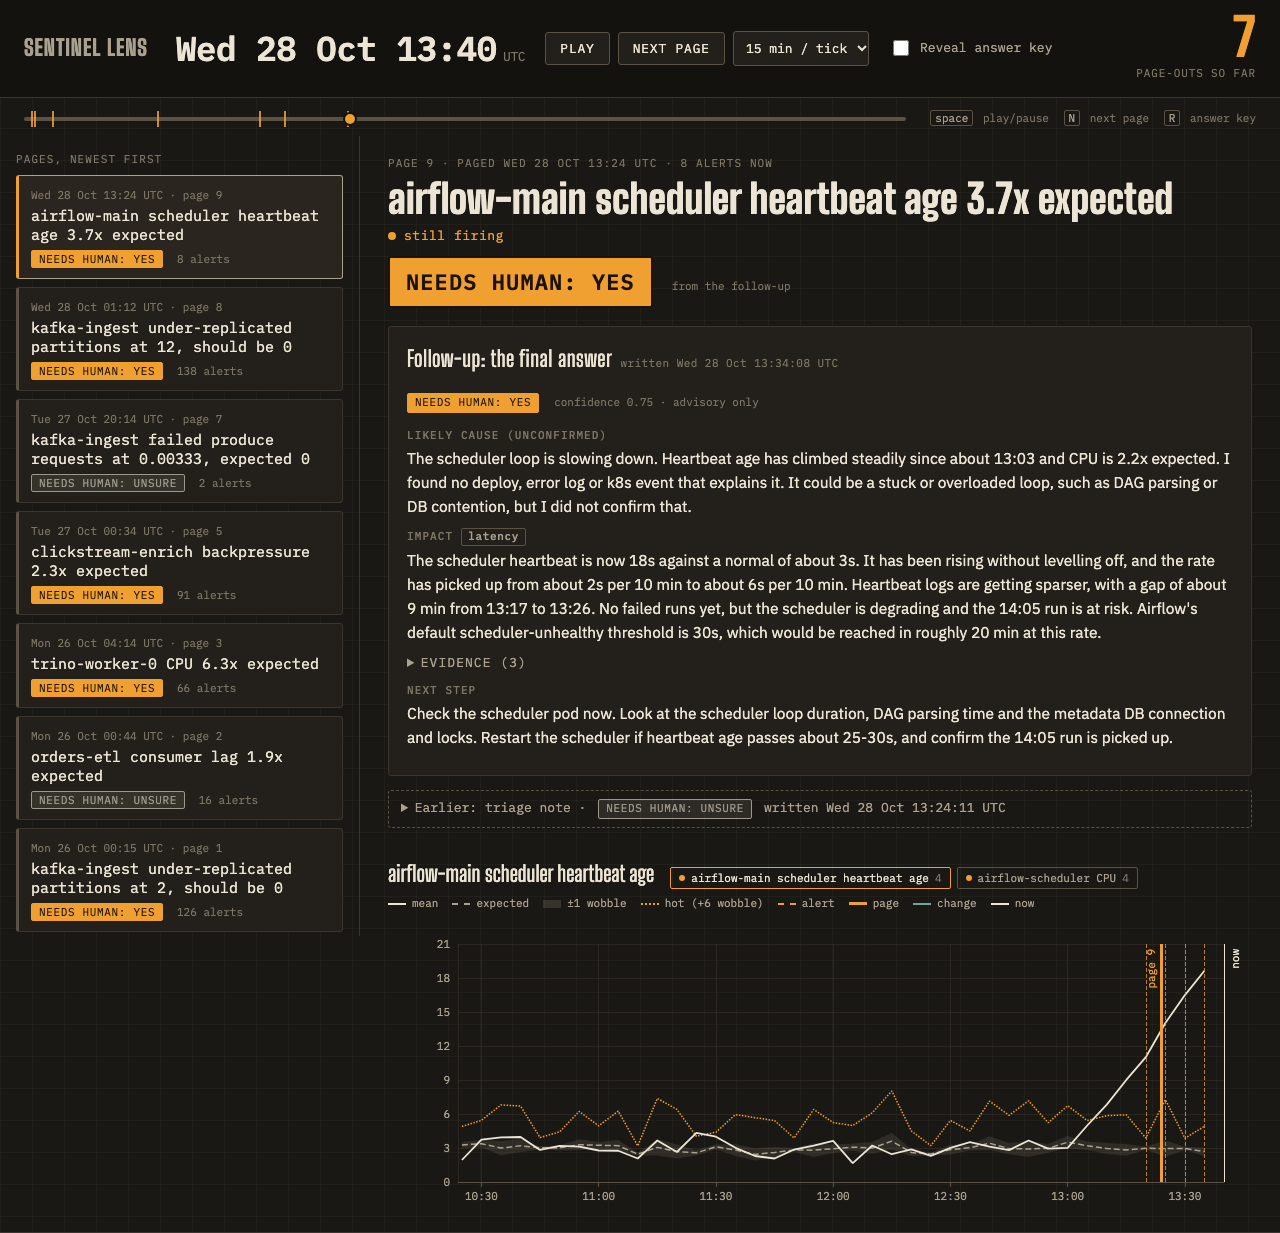 SENTINEL LENS
Wed 28 Oct 13:40 UTC
PLAY
NEXT PAGE
15 min / tick
Reveal answer key
7
PAGE-OUTS SO FAR
space play/pause N next page R answer key
PAGES, NEWEST FIRST
Wed 28 Oct 13:24 UTC · page 9
airflow-main scheduler heartbeat
age 3.7x expected
NEEDS HUMAN: YES 8 alerts
Wed 28 Oct 01:12 UTC · page 8
kafka-ingest under-replicated
partitions at 12, should be 0
NEEDS HUMAN: YES 138 alerts
Tue 27 Oct 20:14 UTC · page 7
kafka-ingest failed produce
requests at 0.00333, expected 0
NEEDS HUMAN: UNSURE 2 alerts
Tue 27 Oct 00:34 UTC · page 5
clickstream-enrich backpressure
2.3x expected
NEEDS HUMAN: YES 91 alerts
Mon 26 Oct 04:14 UTC · page 3
trino-worker-0 CPU 6.3x expected
NEEDS HUMAN: YES 66 alerts
Mon 26 Oct 00:44 UTC · page 2
orders-etl consumer lag 1.9x
expected
NEEDS HUMAN: UNSURE 16 alerts
Mon 26 Oct 00:15 UTC · page 1
kafka-ingest under-replicated
partitions at 2, should be 0
NEEDS HUMAN: YES 126 alerts
PAGE 9 · PAGED WED 28 OCT 13:24 UTC · 8 ALERTS NOW
airflow-main scheduler heartbeat age 3.7x expected
still firing
NEEDS HUMAN: YES from the follow-up
Follow-up: the final answer written Wed 28 Oct 13:34:08 UTC
NEEDS HUMAN: YES confidence 0.75 · advisory only
LIKELY CAUSE (UNCONFIRMED)
The scheduler loop is slowing down. Heartbeat age has climbed steadily since about 13:03 and CPU is 2.2x expected. I
found no deploy, error log or k8s event that explains it. It could be a stuck or overloaded loop, such as DAG parsing or
DB contention, but I did not confirm that.
IMPACT latency
The scheduler heartbeat is now 18s against a normal of about 3s. It has been rising without levelling off, and the rate
has picked up from about 2s per 10 min to about 6s per 10 min. Heartbeat logs are getting sparser, with a gap of about
9 min from 13:17 to 13:26. No failed runs yet, but the scheduler is degrading and the 14:05 run is at risk. Airflow's
default scheduler-unhealthy threshold is 30s, which would be reached in roughly 20 min at this rate.
EVIDENCE (3)
NEXT STEP
Check the scheduler pod now. Look at the scheduler loop duration, DAG parsing time and the metadata DB connection
and locks. Restart the scheduler if heartbeat age passes about 25-30s, and confirm the 14:05 run is picked up.
Earlier: triage note · NEEDS HUMAN: UNSURE written Wed 28 Oct 13:24:11 UTC
airflow-main scheduler heartbeat age
airflow-main scheduler heartbeat age 4
airflow-scheduler CPU 4
mean expected ±1 wobble hot (+6 wobble) alert page change now
21
18
15
12
9
6
3
0
page 9
now
10:30 11:00 11:30 12:00 12:30 13:00 13:30